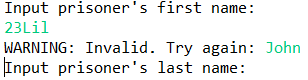 Input prisoner's first name:
23Lil
WARNING: Invalid. Try again: John
Input prisoner's last name: